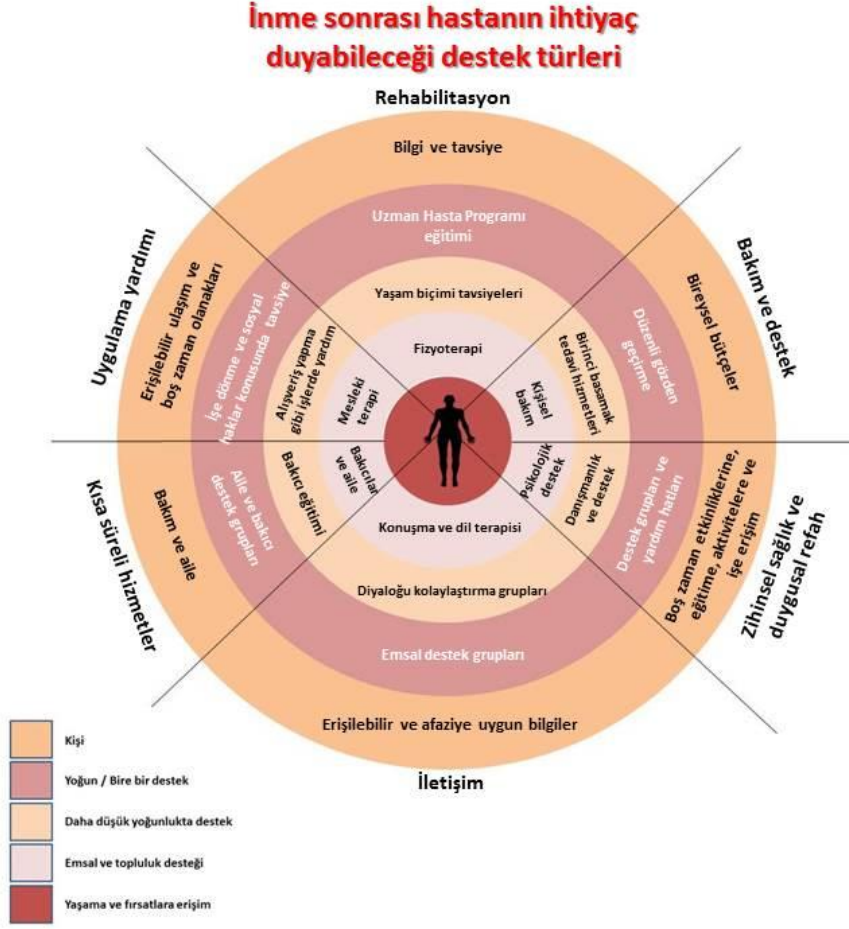 İnme sonrası hastanın ihtiyaç
duyabileceği destek türleri
Rehabilitasyon
Bilgi ve tavsiye
Uzman Hasta Programı
eğitimi
Yaşam biçimi tavsiyeleri
Fizyoterapi
Bakım ve destek
Bireysel bütçeler
Düzenli gözden
geçirme
Birinci basamak
tedavi hizmetleri
Kişisel
bakım
Zihinsel sağlık ve
duygusal refah
Boş zaman etkinliklerine,
eğitime, aktivitelere ve
işe erişim
Destek grupları ve
yardım hatları
Danışmanlık
ve destek
Psikolojik
destek
Konuşma ve dil terapisi
Diyaloğu kolaylaştırma grupları
Emsal destek grupları
Erişilebilir ve afaziye uygun bilgiler
İletişim
Kısa süreli hizmetler
Bakım ve aile
Aile ve bakıcı
destek grupları
Bakıcı eğitimi
Bakıcılar
ve aile
Uygulama yardımı
Erişilebilir ulaşım ve
boş zaman olanakları
İşe dönme ve sosyal
haklar konusunda tavsiye
Alışveriş yapma
gibi işlerde yardım
Mesleki
terapi
Kişi
Yoğun / Bire bir destek
Daha düşük yoğunlukta destek
Emsal ve topluluk desteği
Yaşama ve fırsatlara erişim